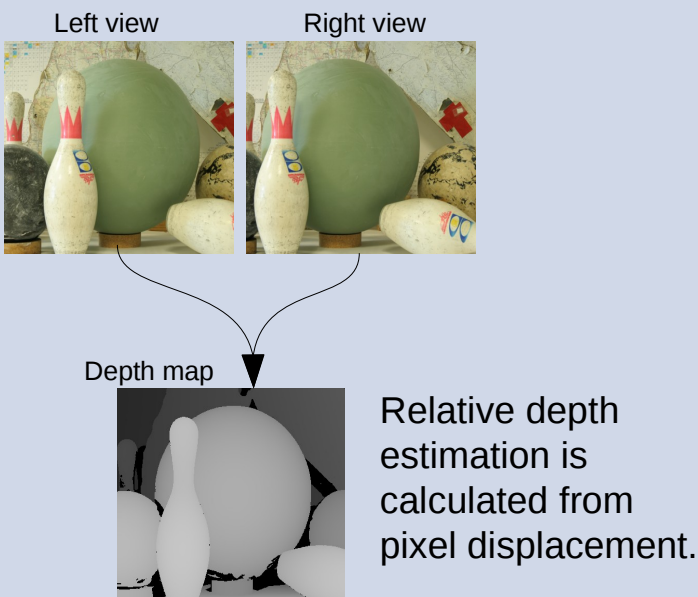 Left view
Right view
Depth map
Relative depth
estimation is
calculated from
pixel displacement.